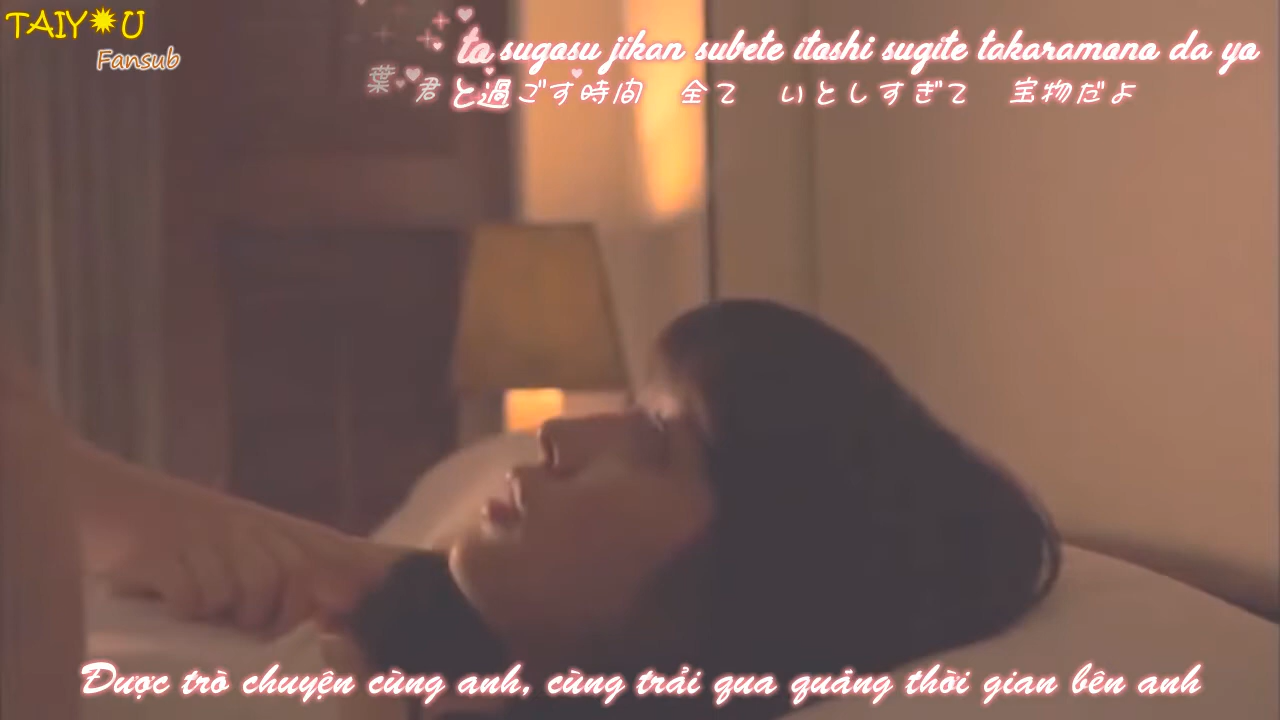 TAIYOU
Fansub
to sugosu jikan subete itoshi sugite takaramono da yo
葉 君と過ごす時間 全て いとしすぎて 宝物だよ
Được trò chuyện cùng anh, cùng trải qua quãng thời gian bên anh